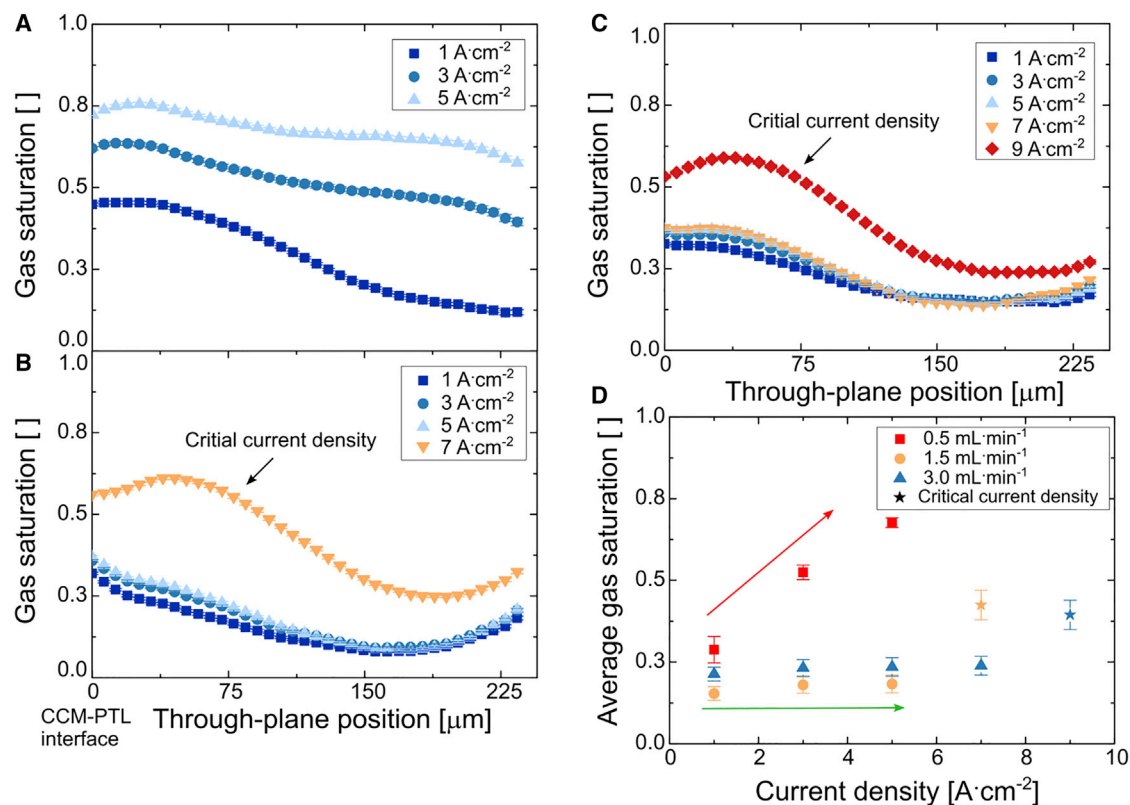 A
1.0
0.8
0.5
0.3
0.0
Gas saturation [ ]
1 A·cm⁻²
3 A·cm⁻²
5 A·cm⁻²
B
1.0
0.8
0.5
0.3
0.0
Gas saturation [ ]
1 A·cm⁻²
3 A·cm⁻²
5 A·cm⁻²
7 A·cm⁻²
Critial current density
0 75 150 225
CCM-PTL
interface
Through-plane position [μm]
C
1.0
0.8
0.5
0.3
0.0
Gas saturation [ ]
1 A·cm⁻²
3 A·cm⁻²
5 A·cm⁻²
7 A·cm⁻²
9 A·cm⁻²
Critial current density
0 75 150 225
Through-plane position [μm]
D
1.0
0.8
0.5
0.3
0.0
Average gas saturation [ ]
0.5 mL·min⁻¹
1.5 mL·min⁻¹
3.0 mL·min⁻¹
Critical current density
0 2 4 6 8 10
Current density [A·cm⁻²]